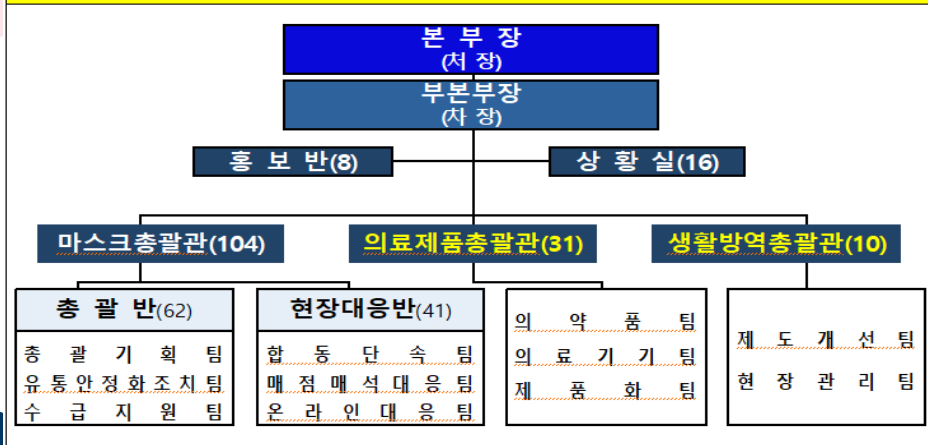 본 부 장
(처 장)
부본부장
(차 장)
홍 보 반(8)
상 황 실(16)
마스크총괄관(104)
의료제품총괄관(31)
생활방역총괄관(10)
총 괄 반(62)
총 괄 기 획 팀
유통안정화조치팀
수 급 지 원 팀
현장대응반(41)
합 동 단 속 팀
매점매석대응팀
온라인대응팀
의 약 품 팀
의 료 기 기 팀
제 품 화 팀
제 도 개 선 팀
현 장 관 리 팀